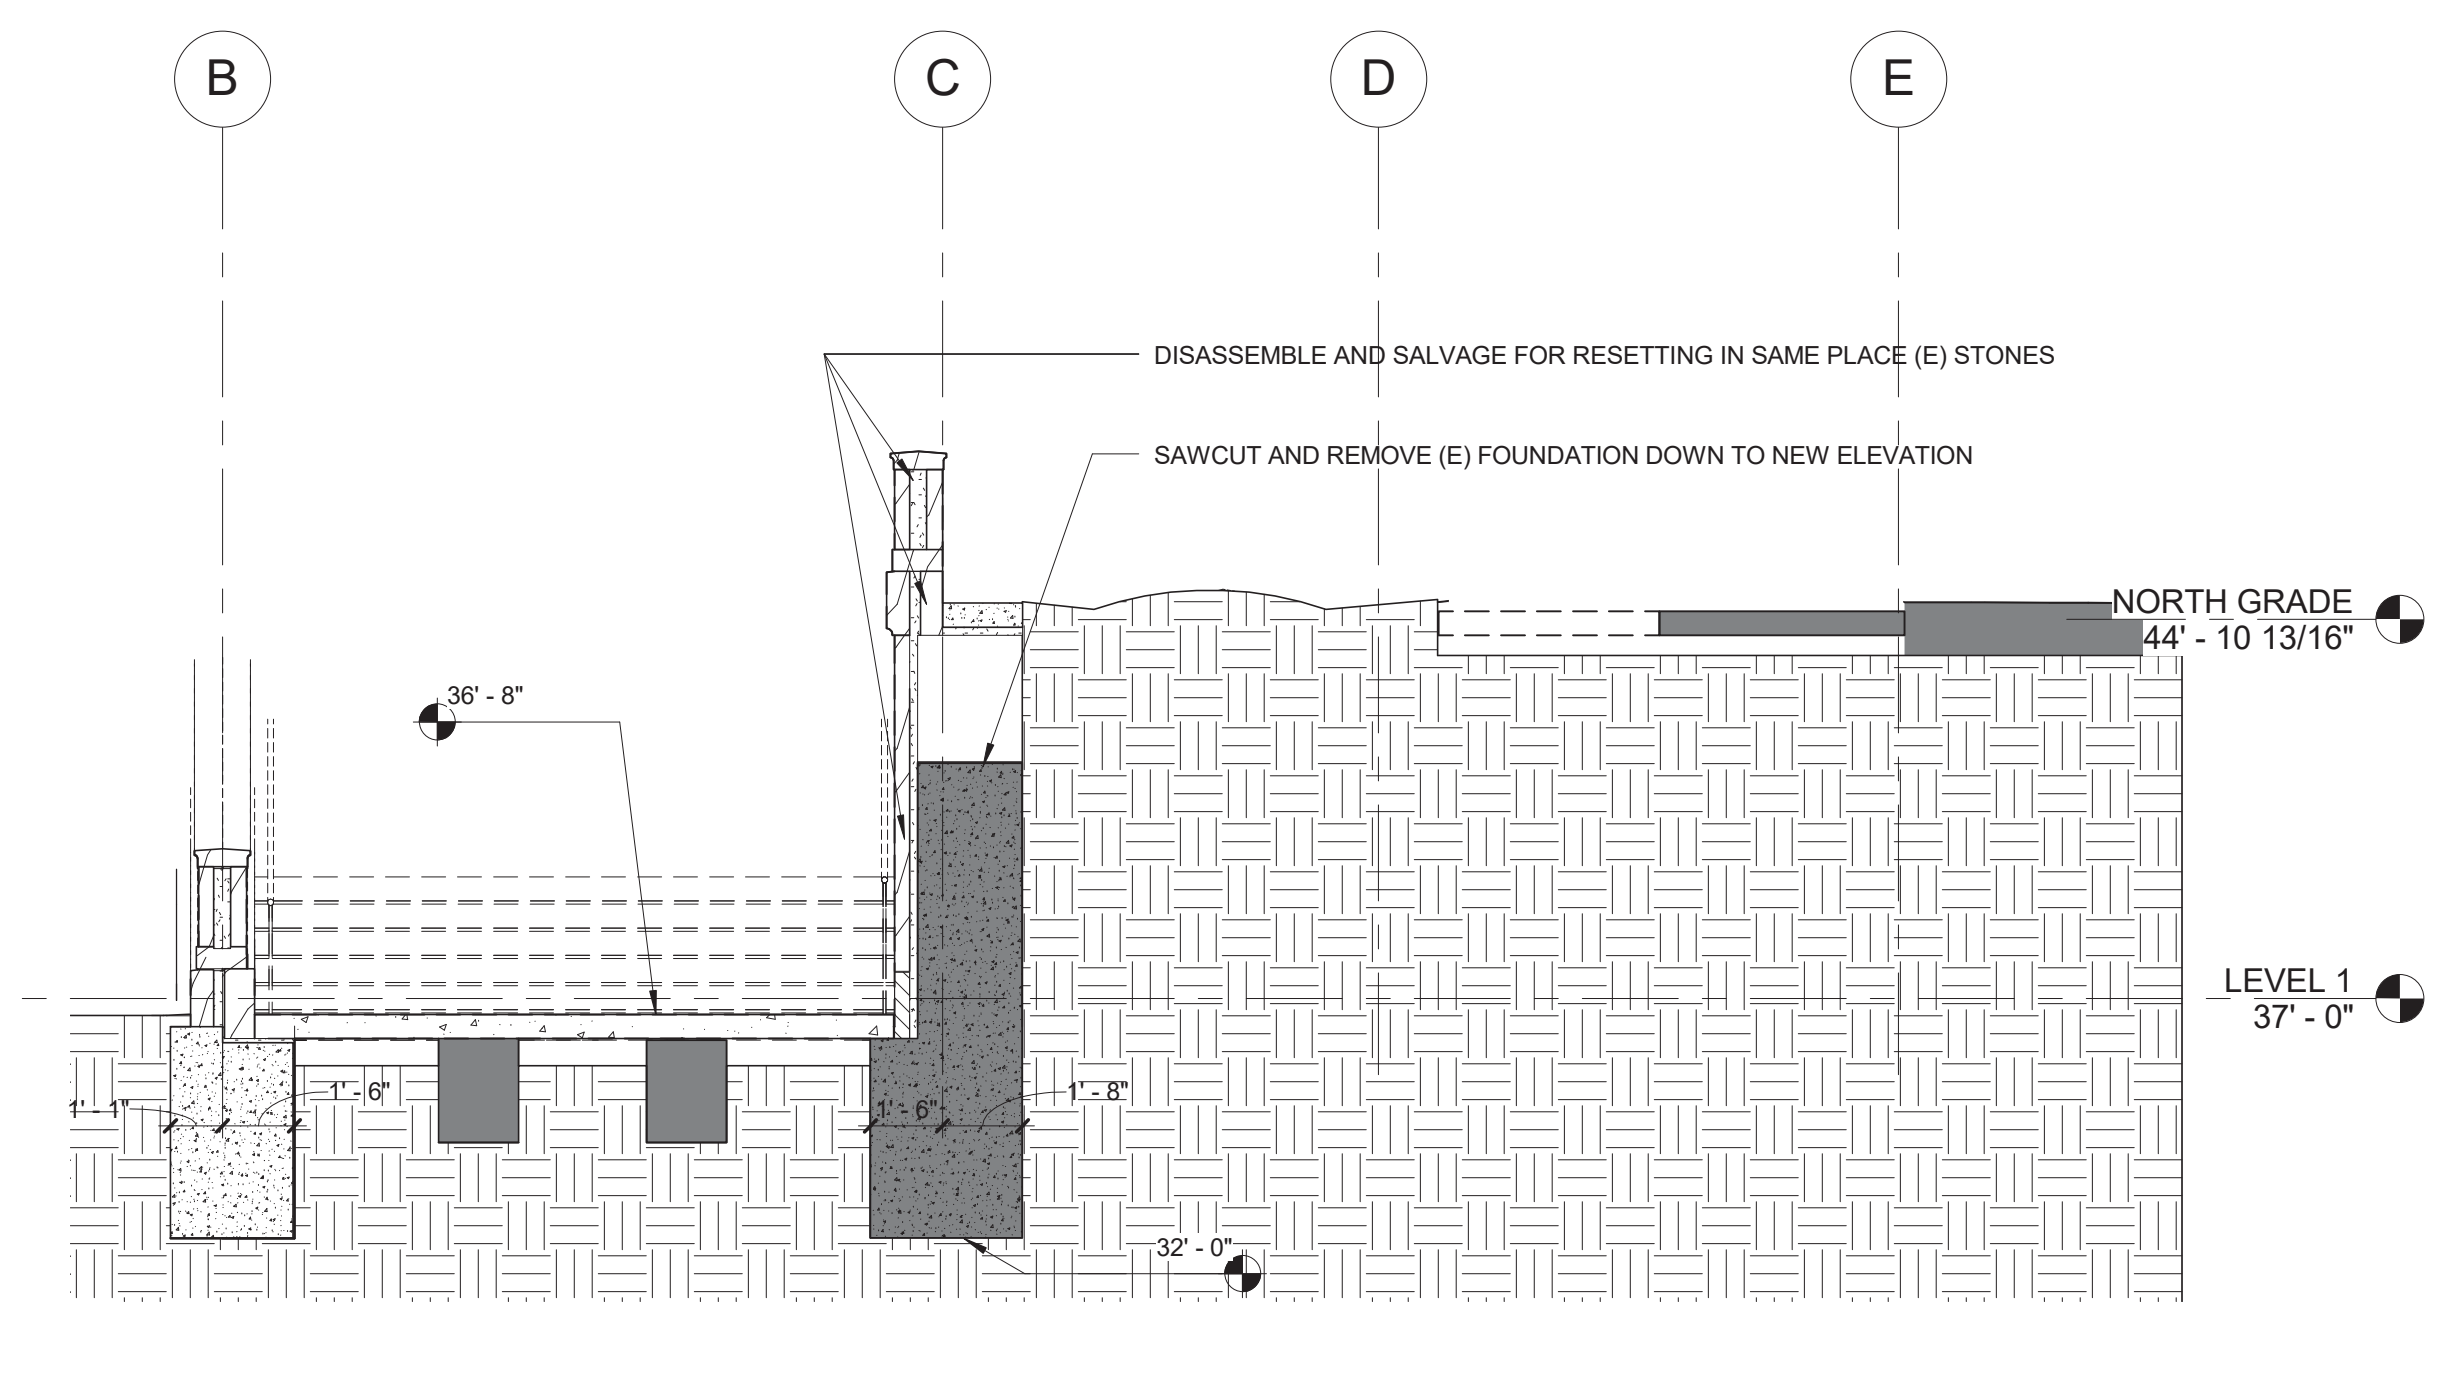 B
C
D
E
DISASSEMBLE AND SALVAGE FOR RESETTING IN SAME PLACE (E) STONES
SAWCUT AND REMOVE (E) FOUNDATION DOWN TO NEW ELEVATION
NORTH GRADE
44' - 10 13/16"
36' - 8"
LEVEL 1
37' - 0"
1' - 1"
1' - 6"
1' - 6"
1' - 8"
32' - 0"